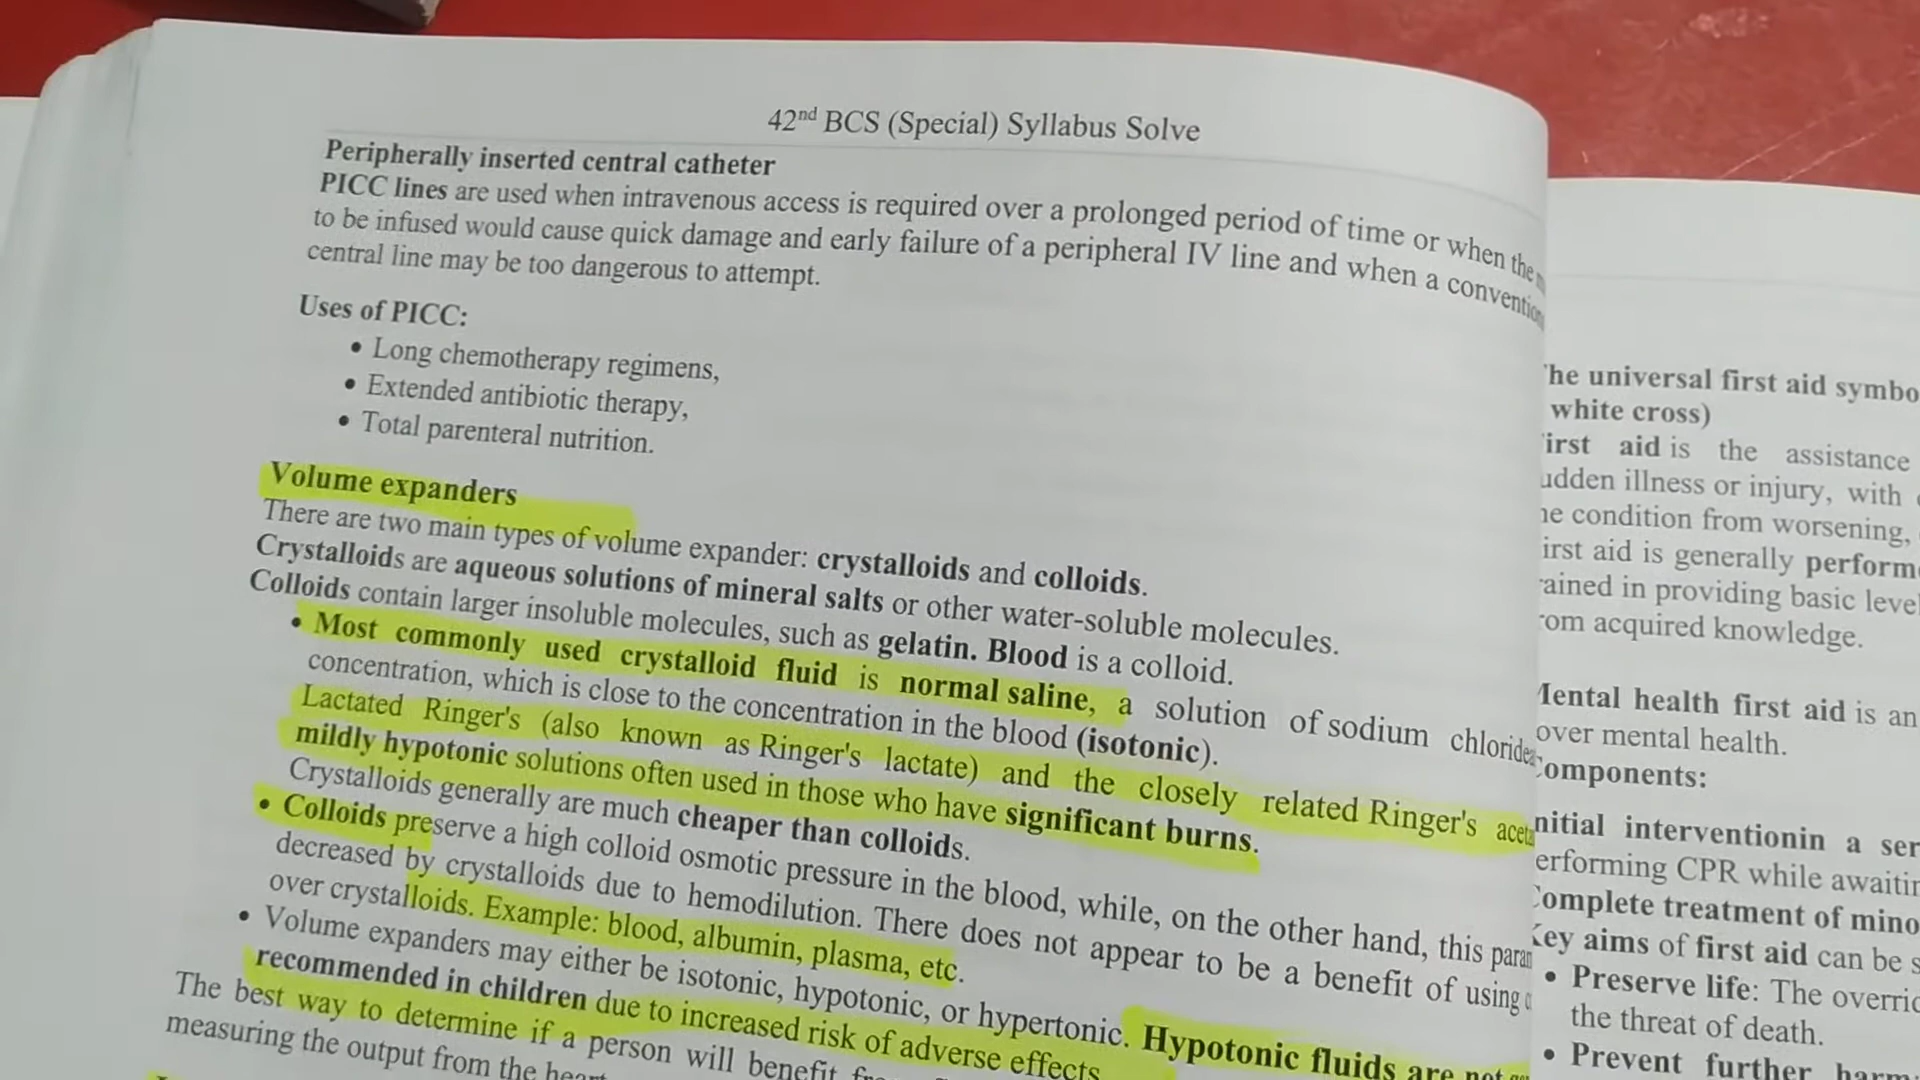 42nd BCS (Special) Syllabus Solve
Peripherally inserted central catheter
PICC lines are used when intravenous access is required over a prolonged period of time or when the
to be infused would cause quick damage and early failure of a peripheral IV line and when a
central line may be too dangerous to attempt.
Uses of PICC:
• Long chemotherapy regimens,
• Extended antibiotic therapy,
• Total parenteral nutrition.
Volume expanders
There are two main types of volume expander: crystalloids and colloids.
Crystalloids are aqueous solutions of mineral salts or other water-soluble molecules.
Colloids contain larger insoluble molecules, such as gelatin. Blood is a colloid.
• Most commonly used crystalloid fluid is normal saline, a solution of sodium chloride
concentration, which is close to the concentration in the blood (isotonic).
Lactated Ringer's (also known as Ringer's lactate) and the closely related Ringer's
mildly hypotonic solutions often used in those who have significant burns.
Crystalloids generally are much cheaper than colloids.
• Colloids preserve a high colloid osmotic pressure in the blood, while, on the other hand, this
decreased by crystalloids due to hemodilution. There does not appear to be a benefit of using
over crystalloids. Example: blood, albumin, plasma, etc.
• Volume expanders may either be isotonic, hypotonic, or hypertonic. Hypotonic fluids are not
recommended in children due to increased risk of adverse effects.
The best way to determine if a person will benefit
measuring the output from the heart
he universal first aid symbo
white cross)
irst aid is the assistance
udden illness or injury, with
he condition from worsening,
irst aid is generally perform
rained in providing basic leve
rom acquired knowledge.
Mental health first aid is an
over mental health.
omponents:
nitial interventionin a ser
erforming CPR while awaitin
omplete treatment of mino
Key aims of first aid can be s
• Preserve life: The overri
the threat of death.
• Prevent further harm